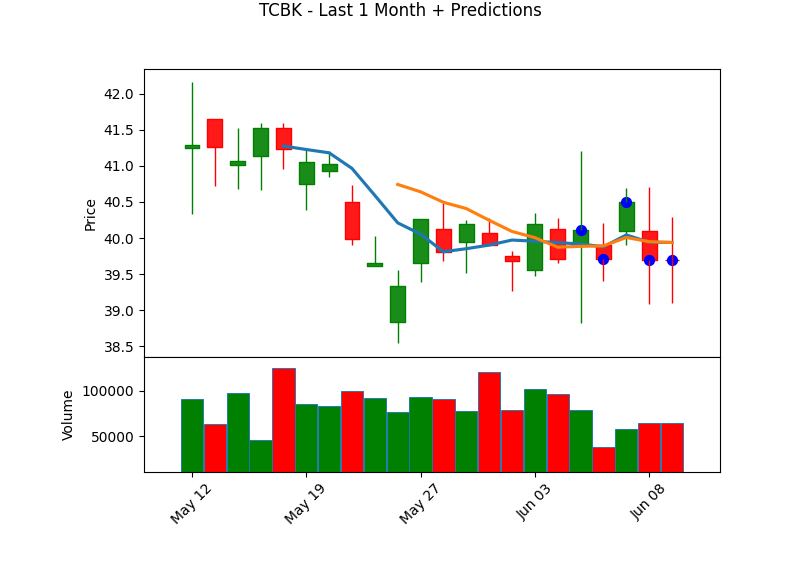 TCBK - Last 1 Month + Predictions
42.0
41.5
41.0
40.5
40.0
39.5
39.0
38.5
Price
100000
50000
Volume
May 12
May 19
May 27
Jun 03
Jun 08